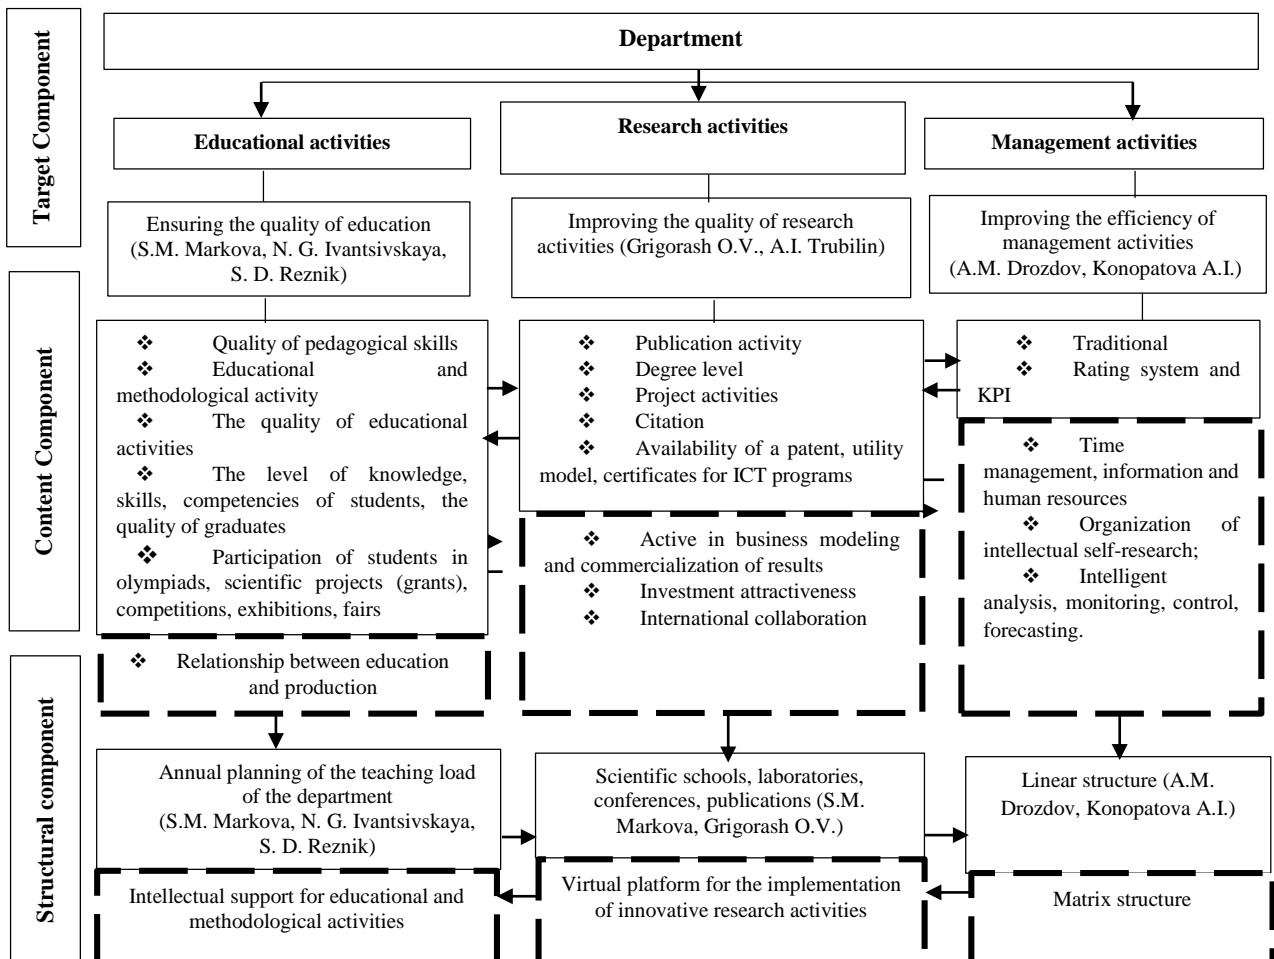 Target Component
Department
Educational activities
Research activities
Management activities
Ensuring the quality of education
(S.M. Markova, N. G. Ivantsivskaya,
S. D. Reznik)
Improving the quality of research
activities (Grigorash O.V., A.I. Trubilin)
Improving the efficiency of
management activities
(A.M. Drozdov, Konopatova A.I.)
Content Component
❖ Quality of pedagogical skills
❖ Educational and
methodological activity
❖ The quality of educational
activities
❖ The level of knowledge,
skills, competencies of students, the
quality of graduates
❖ Participation of students in
olympiads, scientific projects (grants),
competitions, exhibitions, fairs
❖ Relationship between education
and production
❖ Publication activity
❖ Degree level
❖ Project activities
❖ Citation
❖ Availability of a patent, utility
model, certificates for ICT programs
❖ Active in business modeling
and commercialization of results
❖ Investment attractiveness
❖ International collaboration
❖ Traditional
❖ Rating system and
KPI
❖ Time
management, information and
human resources
❖ Organization of
intellectual self-research;
❖ Intelligent
analysis, monitoring, control,
forecasting.
Structural component
Annual planning of the teaching load
of the department
(S.M. Markova, N. G. Ivantsivskaya,
S. D. Reznik)
Scientific schools, laboratories,
conferences, publications (S.M.
Markova, Grigorash O.V.)
Linear structure (A.M.
Drozdov, Konopatova A.I.)
Intellectual support for educational and
methodological activities
Virtual platform for the implementation
of innovative research activities
Matrix structure